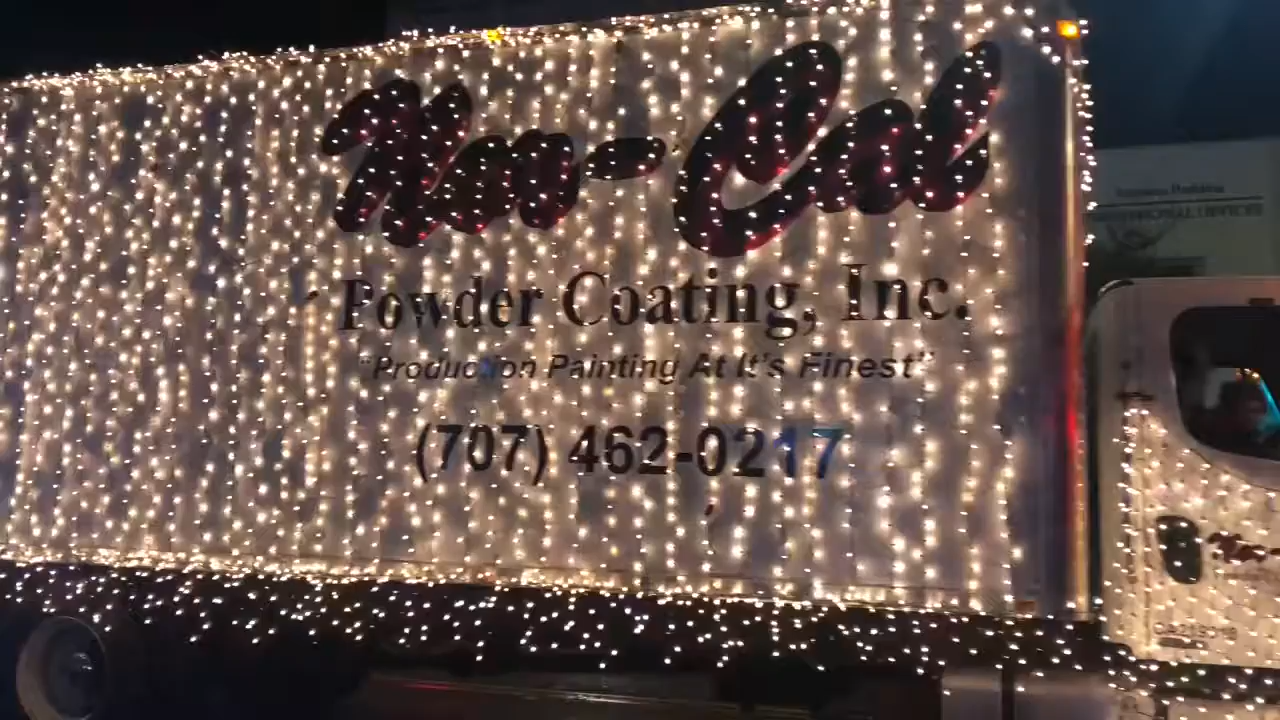 Nor-Cal
Powder Coating, Inc.
"Production Painting At It's Finest"
(707) 462-0217